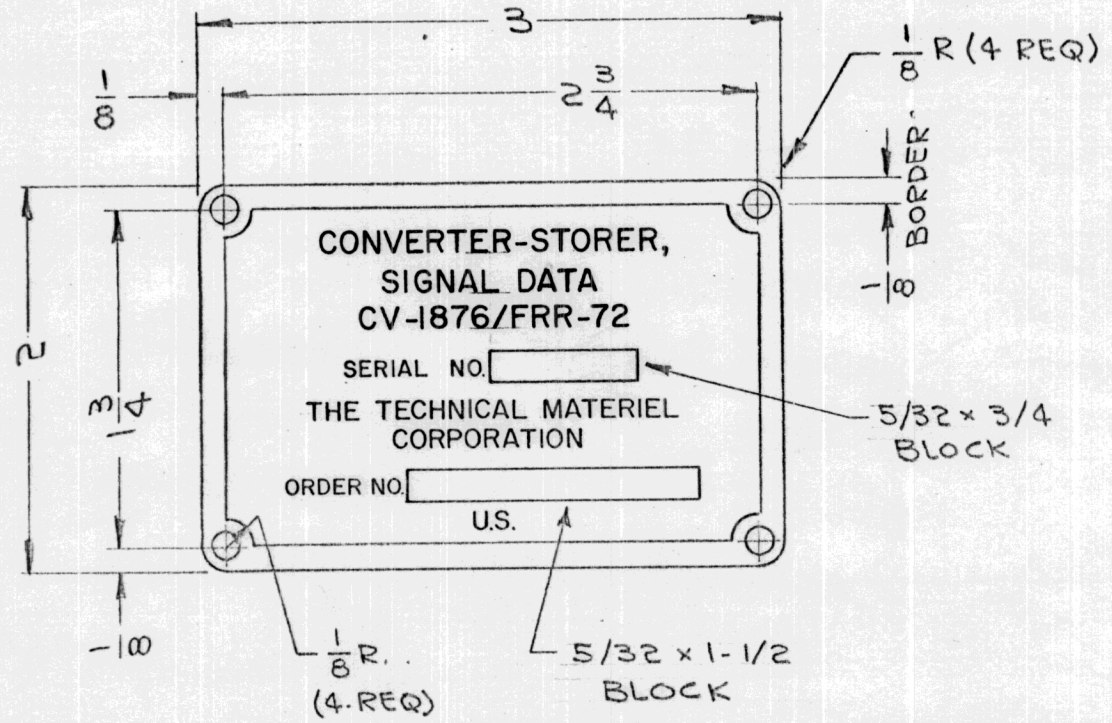 3
1/8
2 3/4
1/8 R (4 REQ)
1/8 BORDER
2
1 3/4
CONVERTER-STORER,
SIGNAL DATA
CV-1876/FRR-72
SERIAL NO.
THE TECHNICAL MATERIEL
CORPORATION
5/32 x 3/4
BLOCK
ORDER NO.
U.S.
1/8
1/8 R.
(4 REQ)
5/32 x 1-1/2
BLOCK